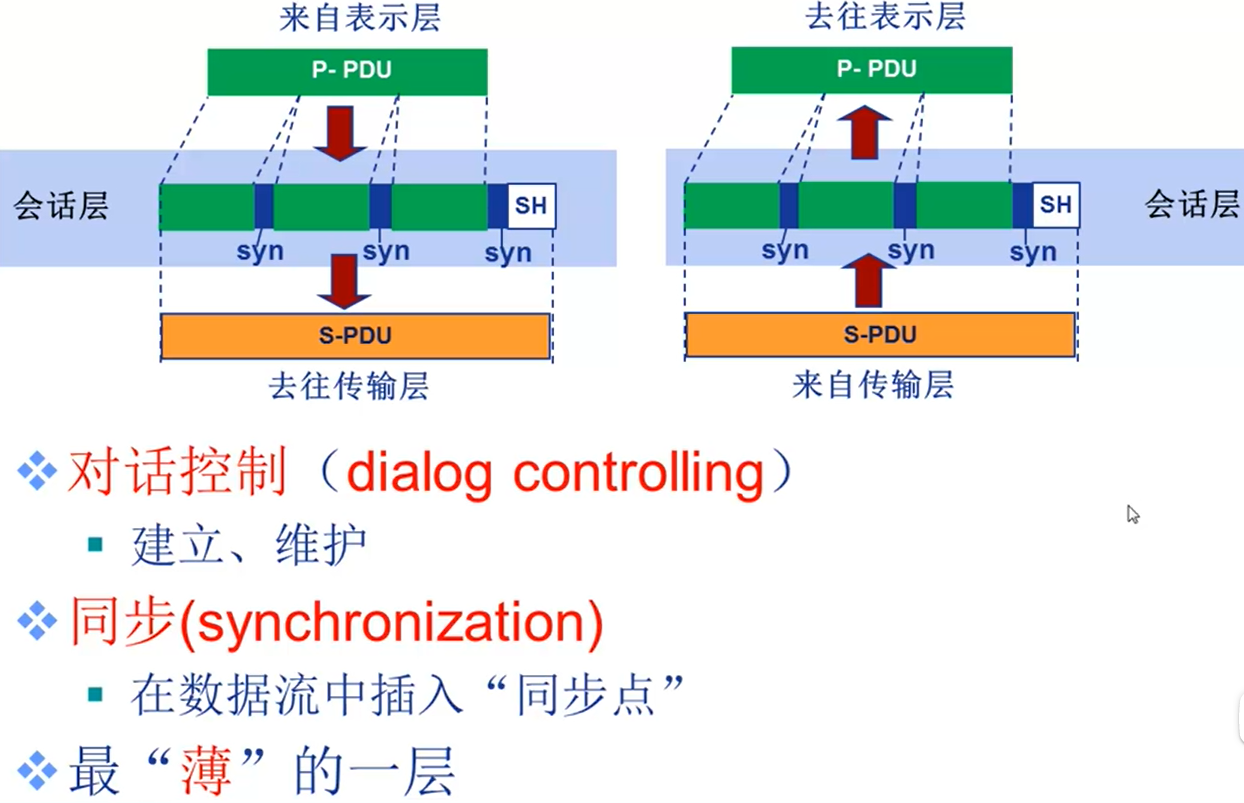 来自表示层
去往表示层
P- PDU
P- PDU
会话层
SH
SH
会话层
syn
syn
syn
syn
syn
syn
S-PDU
S-PDU
去往传输层
来自传输层
对话控制（dialog controlling）
建立、维护
同步(synchronization)
在数据流中插入“同步点”
最“薄”的一层